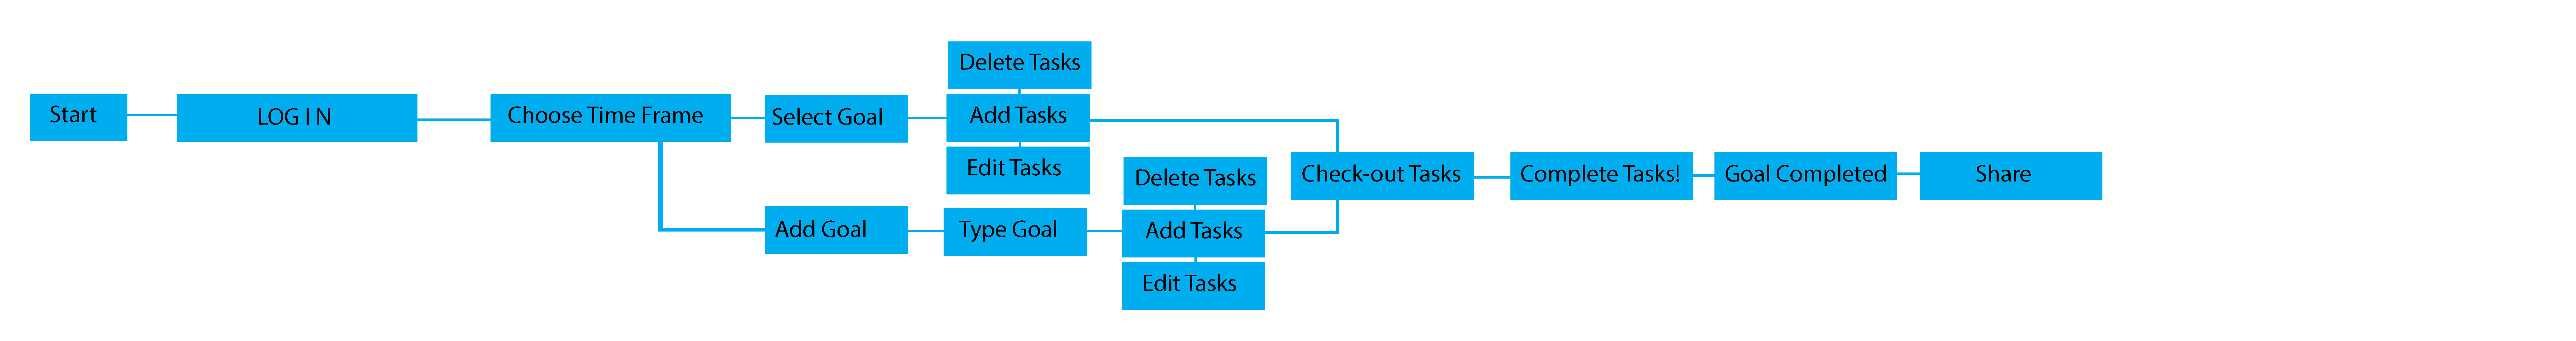 Start
LOG I N
Choose Time Frame
Select Goal
Delete Tasks
Add Tasks
Edit Tasks
Add Goal
Type Goal
Delete Tasks
Add Tasks
Edit Tasks
Check-out Tasks
Complete Tasks!
Goal Completed
Share